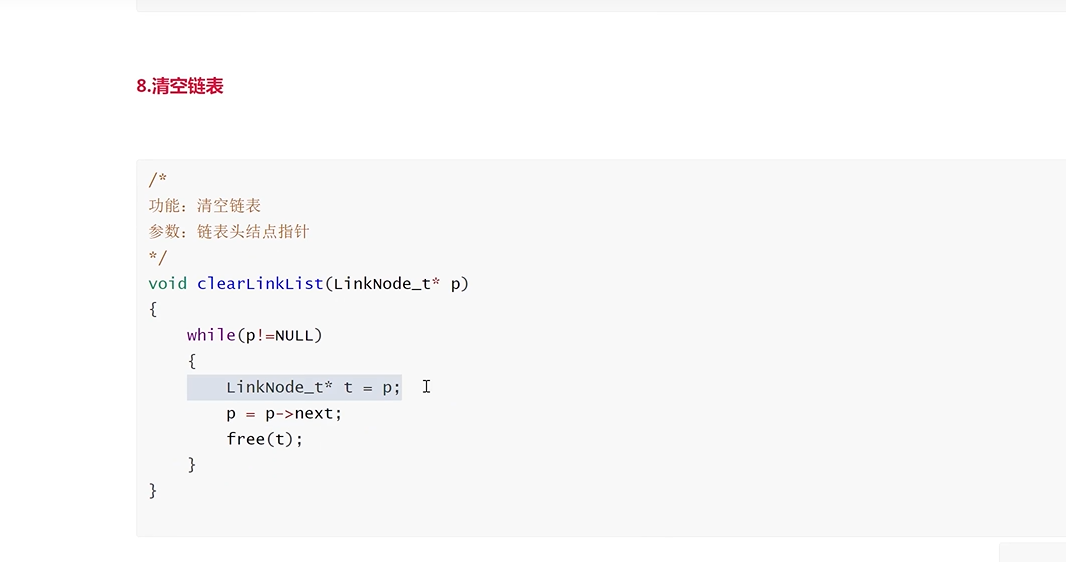 8.清空链表
/*
功能：清空链表
参数：链表头结点指针
*/
void clearLinkList(LinkNode_t* p)
{
    while(p!=NULL)
    {
        LinkNode_t* t = p;
        p = p->next;
        free(t);
    }
}